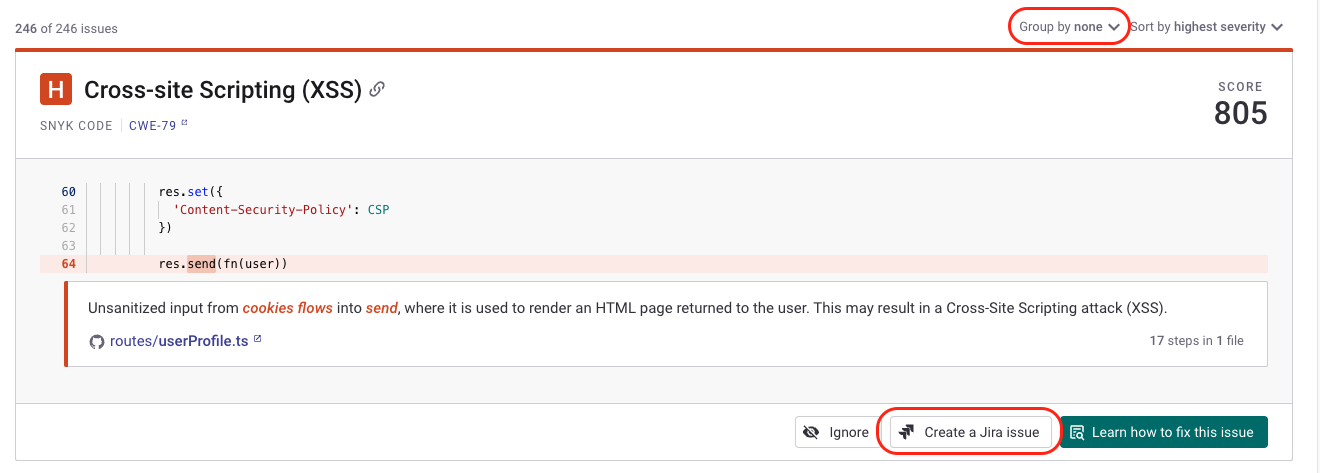 246 of 246 issues
Group by none
Sort by highest severity
H Cross-site Scripting (XSS)
SCORE
805
SNYK CODE CWE-79
60 res.set({
61 'Content-Security-Policy': CSP
62 })
63
64 res.send(fn(user))
Unsanitized input from cookies flows into send, where it is used to render an HTML page returned to the user. This may result in a Cross-Site Scripting attack (XSS).
routes/userProfile.ts
17 steps in 1 file
Ignore
Create a Jira issue
Learn how to fix this issue